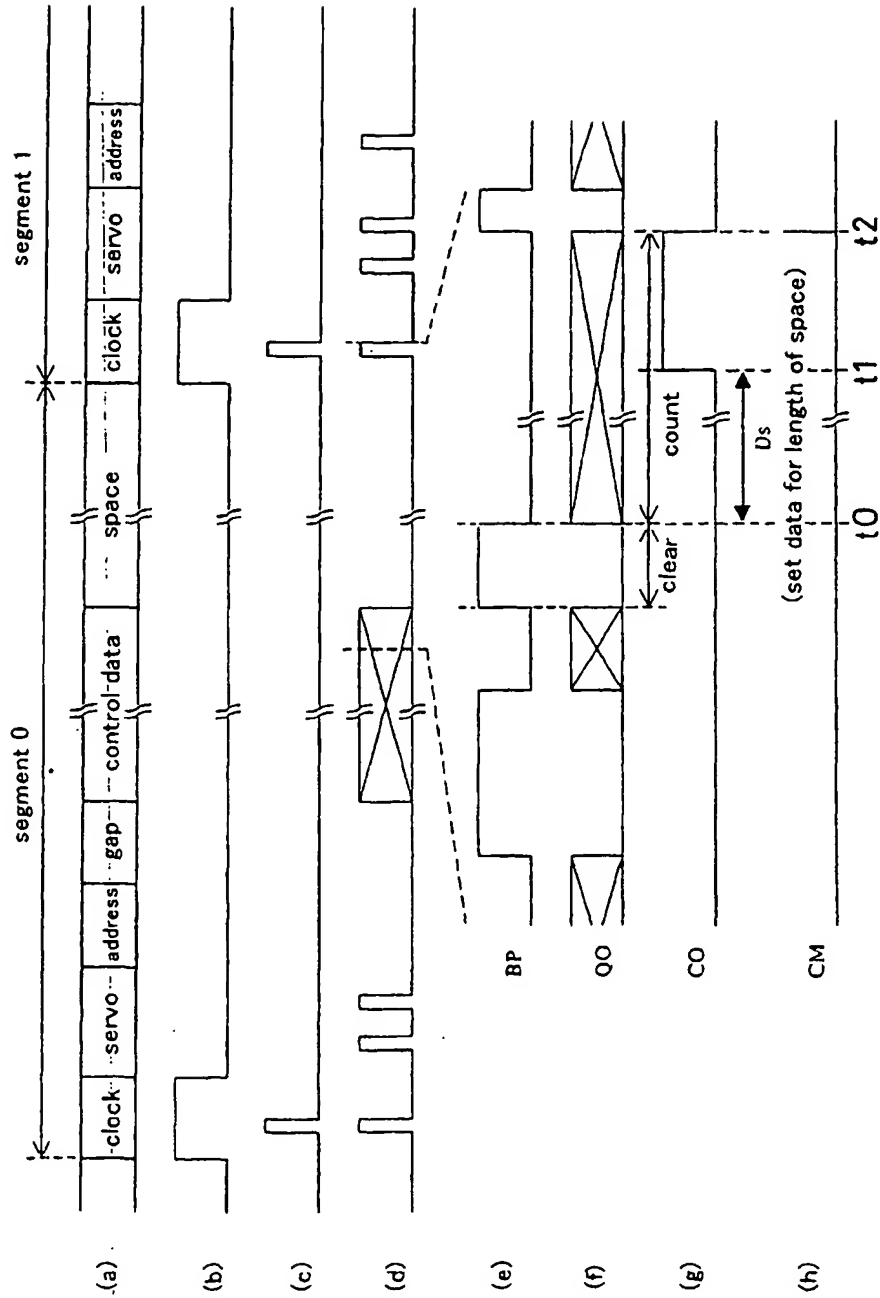 segment 0
segment 1
(a)
clock
servo
address
gap
control data
space
clock
servo
address
(b)
(c)
(d)
(e)
BP
(f)
QO
clear
count
(g)
CO
Ds
(set data for length of space)
(h)
CM
t0
t1
t2